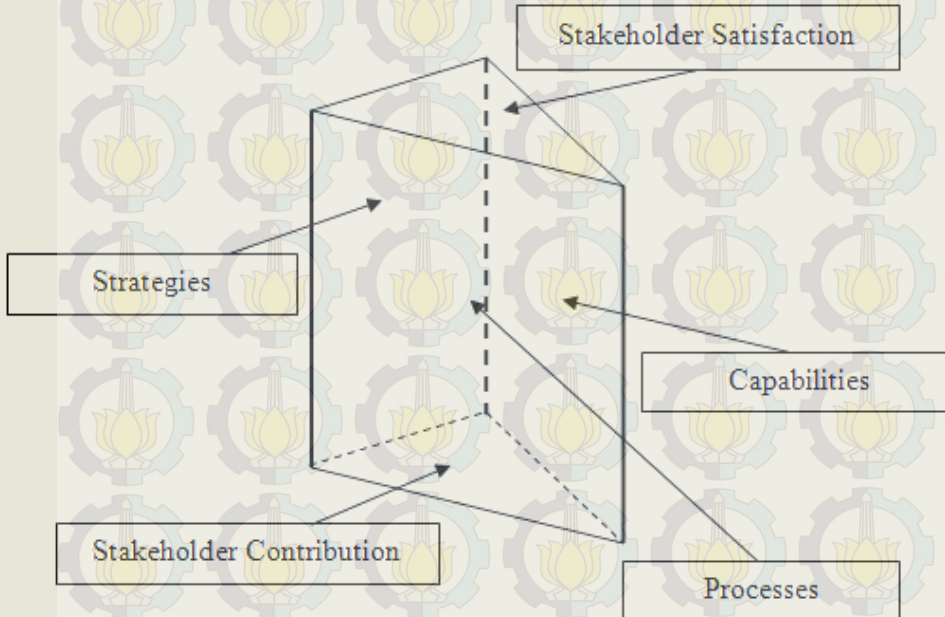 Stakeholder Satisfaction
Strategies
Capabilities
Stakeholder Contribution
Processes